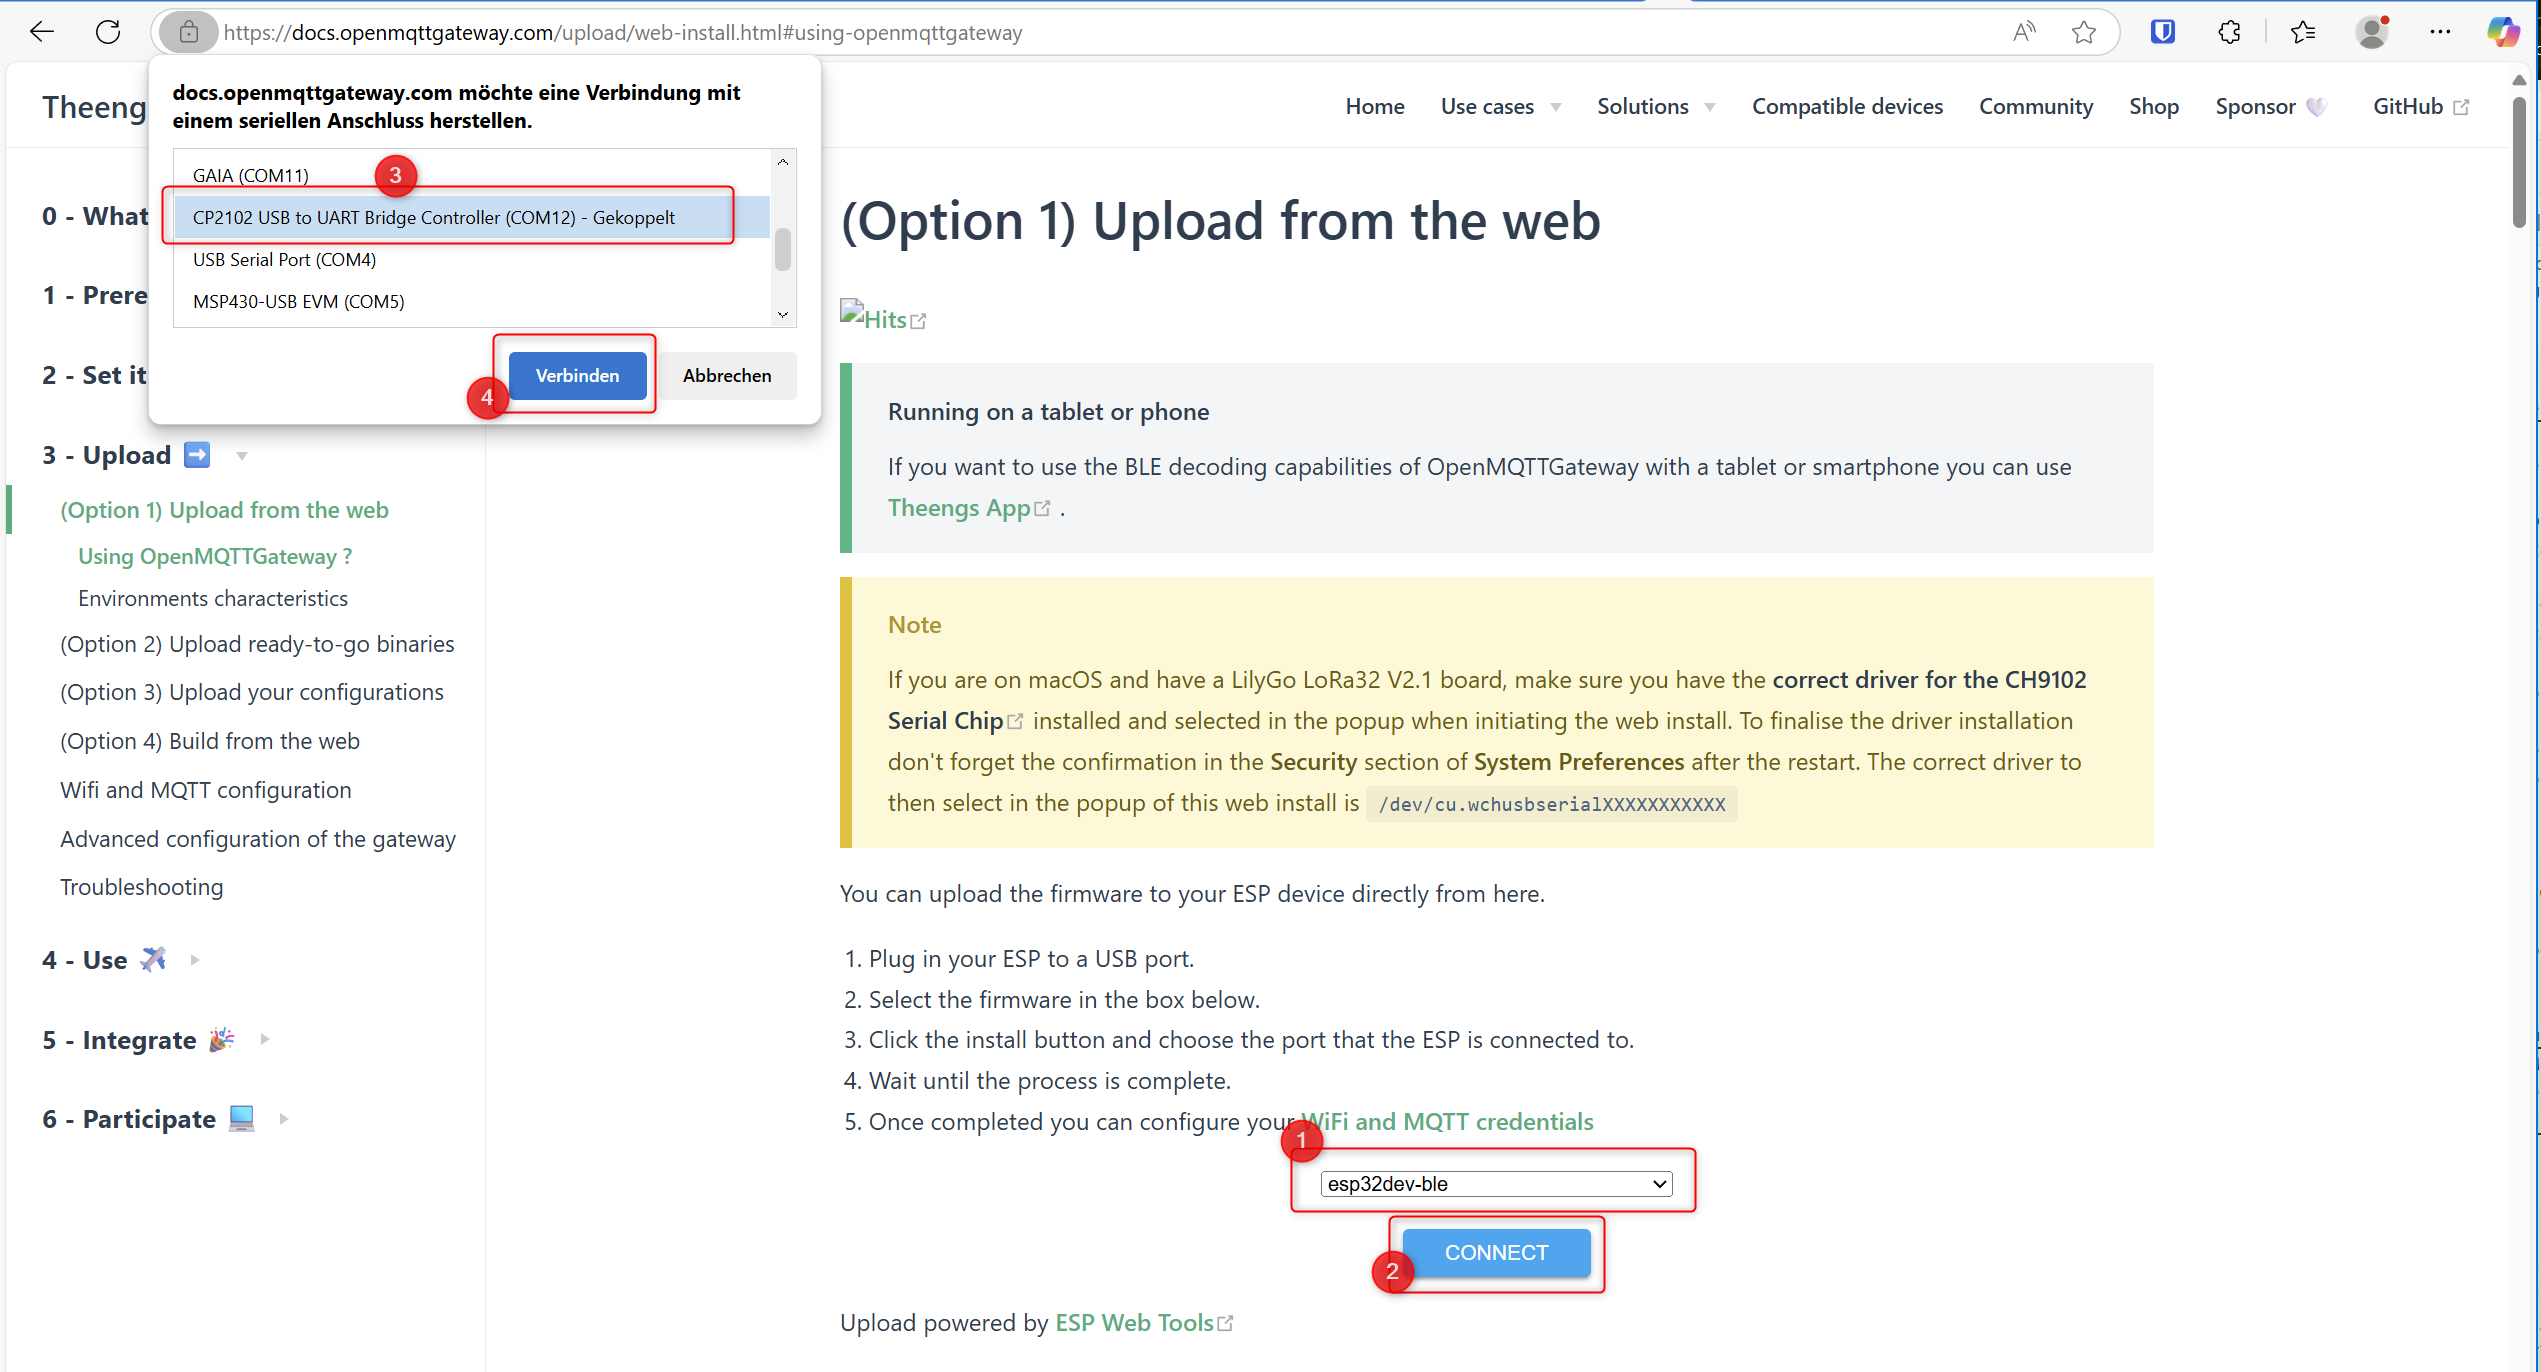 https://docs.openmqttgateway.com/upload/web-install.html#using-openmqttgateway
docs.openmqttgateway.com möchte eine Verbindung mit
einem seriellen Anschluss herstellen.
GAIA (COM11)
3
CP2102 USB to UART Bridge Controller (COM12) - Gekoppelt
USB Serial Port (COM4)
MSP430-USB EVM (COM5)
Verbinden
Abbrechen
4
Theeng
Home
Use cases
Solutions
Compatible devices
Community
Shop
Sponsor
GitHub
0 - What
1 - Prere
2 - Set it
3 - Upload
(Option 1) Upload from the web
Using OpenMQTTGateway ?
Environments characteristics
(Option 2) Upload ready-to-go binaries
(Option 3) Upload your configurations
(Option 4) Build from the web
Wifi and MQTT configuration
Advanced configuration of the gateway
Troubleshooting
4 - Use
5 - Integrate
6 - Participate
(Option 1) Upload from the web
Hits
Running on a tablet or phone
If you want to use the BLE decoding capabilities of OpenMQTTGateway with a tablet or smartphone you can use
Theengs App .
Note
If you are on macOS and have a LilyGo LoRa32 V2.1 board, make sure you have the correct driver for the CH9102
Serial Chip installed and selected in the popup when initiating the web install. To finalise the driver installation
don't forget the confirmation in the Security section of System Preferences after the restart. The correct driver to
then select in the popup of this web install is /dev/cu.wchusbserialXXXXXXXXXXX
You can upload the firmware to your ESP device directly from here.
1. Plug in your ESP to a USB port.
2. Select the firmware in the box below.
3. Click the install button and choose the port that the ESP is connected to.
4. Wait until the process is complete.
5. Once completed you can configure your WiFi and MQTT credentials
1
esp32dev-ble
CONNECT
2
Upload powered by ESP Web Tools